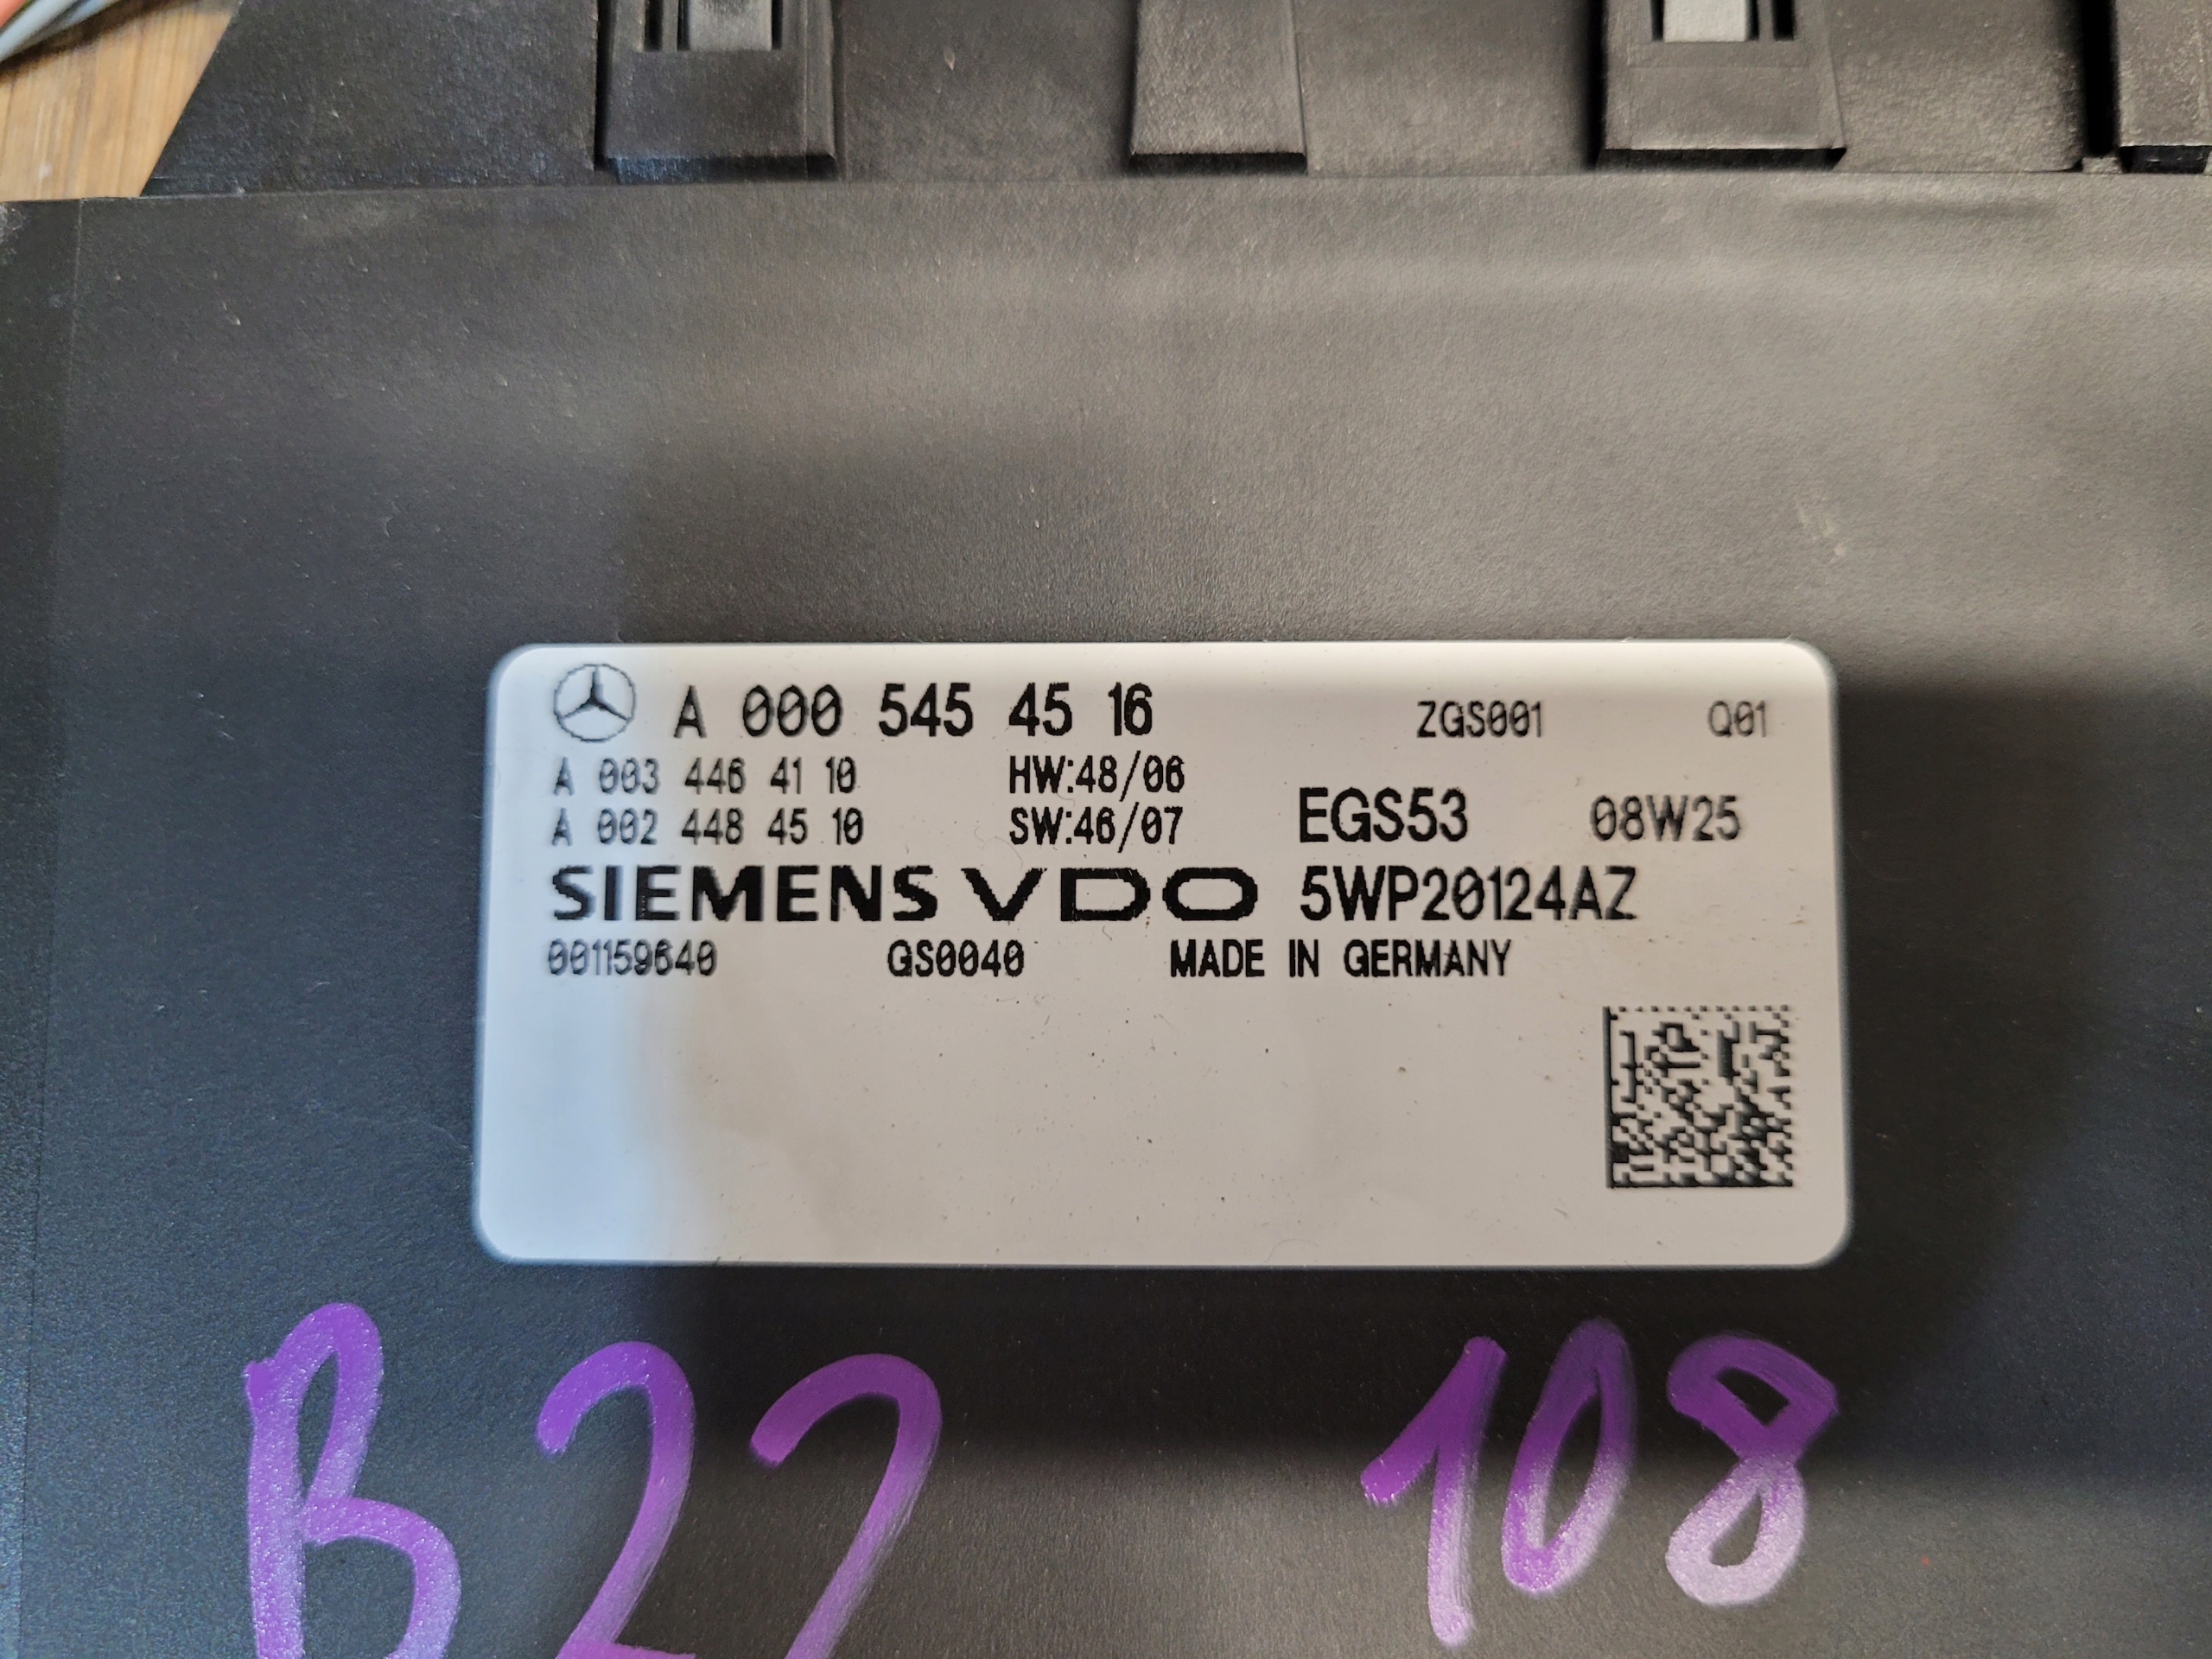 A 000 545 45 16 ZGS001 Q01
A 003 446 41 10 HW:48/06
A 002 448 45 10 SW:46/07 EGS53 08W25
SIEMENS VDO 5WP20124AZ
001159640 GS0040 MADE IN GERMANY
B 22 108